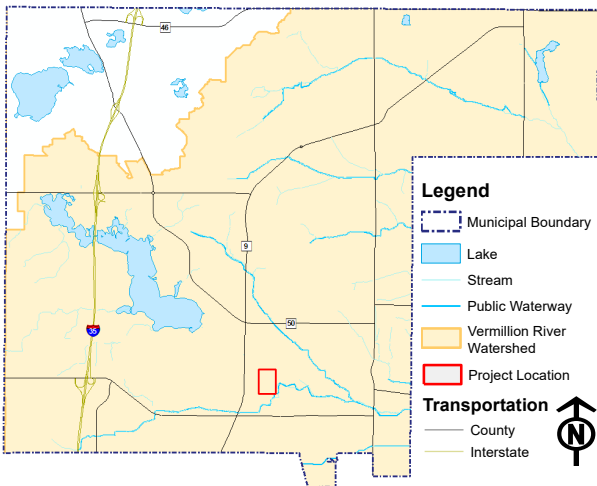 46
9
50
35
Legend
Municipal Boundary
Lake
Stream
Public Waterway
Vermillion River
Watershed
Project Location
Transportation
County
Interstate
N